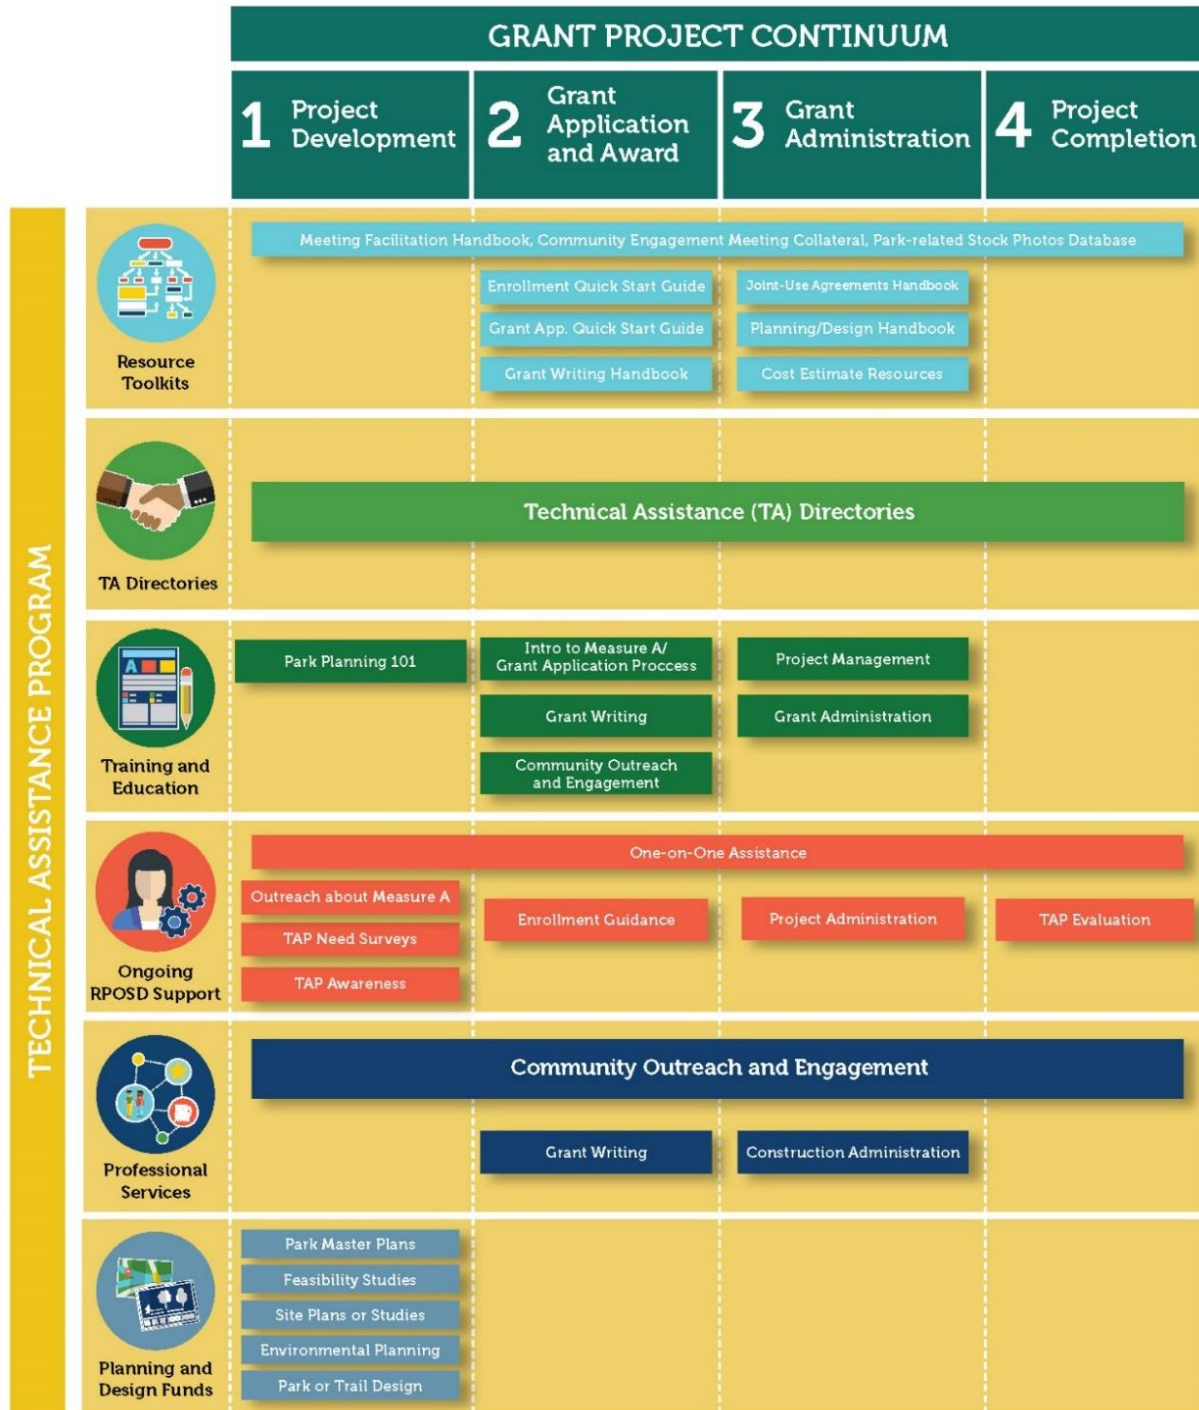 GRANT PROJECT CONTINUUM
1 Project
Development
2 Grant
Application
and Award
3 Grant
Administration
4 Project
Completion
TECHNICAL ASSISTANCE PROGRAM
Resource
Toolkits
Meeting Facilitation Handbook, Community Engagement Meeting Collateral, Park-related Stock Photos Database
Enrollment Quick Start Guide
Grant App. Quick Start Guide
Grant Writing Handbook
Joint-Use Agreements Handbook
Planning/Design Handbook
Cost Estimate Resources
TA Directories
Technical Assistance (TA) Directories
A
Training and
Education
Park Planning 101
Intro to Measure A/
Grant Application Proccess
Grant Writing
Community Outreach
and Engagement
Project Management
Grant Administration
Ongoing
RPOSD Support
One-on-One Assistance
Outreach about Measure A
TAP Need Surveys
TAP Awareness
Enrollment Guidance
Project Administration
TAP Evaluation
Professional
Services
Community Outreach and Engagement
Grant Writing
Construction Administration
Planning and
Design Funds
Park Master Plans
Feasibility Studies
Site Plans or Studies
Environmental Planning
Park or Trail Design